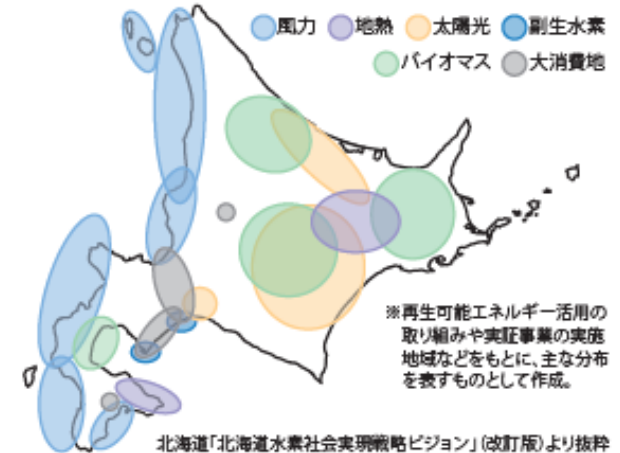 風力 地熱 太陽光 副生水素
バイオマス 大消費地
※再生可能エネルギー活用の
取り組みや実証事業の実施
地域などをもとに、主な分布
を表すものとして作成。
北海道「北海道水素社会実現戦略ビジョン」(改訂版)より抜粋